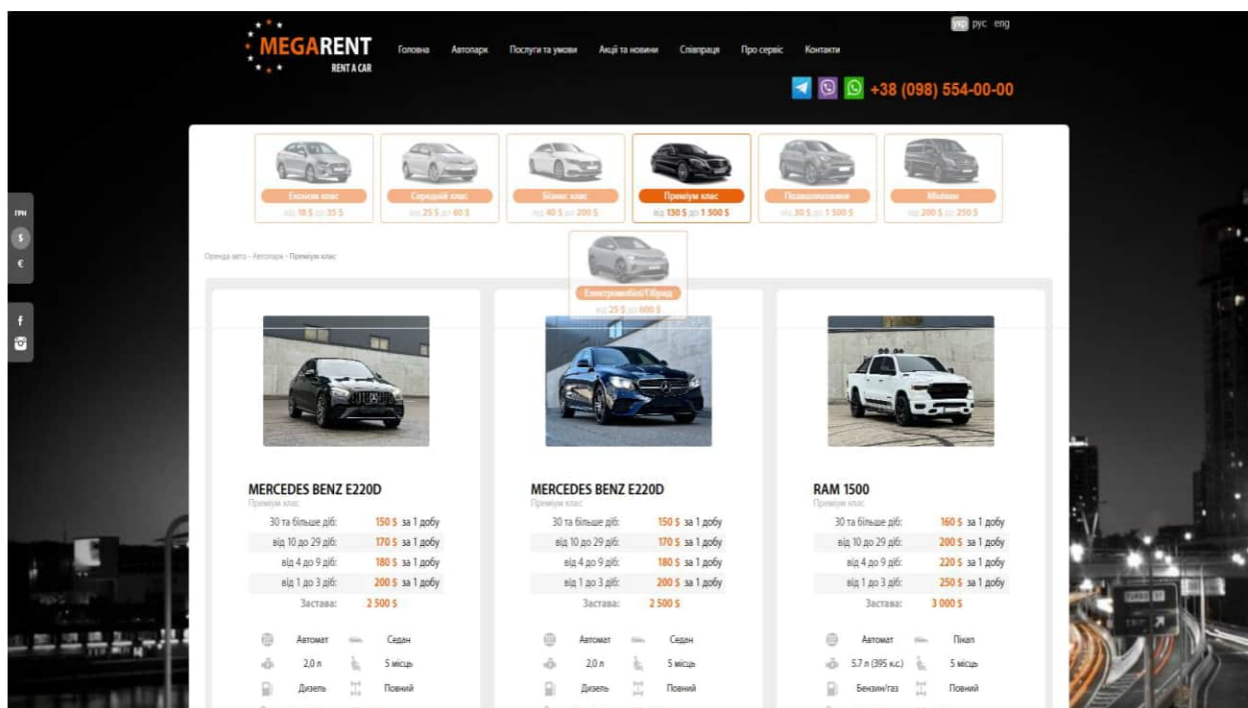 укр рус eng
MEGARENT
RENT A CAR
Головна Автопарк Послуги та умови Акції та новини Співпраця Про сервіс Контакти
+38 (098) 554-00-00
Економ клас Середній клас Бізнес клас Преміум клас Позашляховики Мінівен
від 18 $ до 35 $ від 25 $ до 60 $ від 40 $ до 200 $ від 130 $ до 1 500 $ від 30 $ до 1 500 $ від 200 $ до 250 $
ГРН
$
€
Оренда авто - Автопарк - Преміум клас
Електромобілі/Гібрид
від 25 $ до 600 $
f
MERCEDES BENZ E220D
Преміум клас
30 та більше діб: 150 $ за 1 добу
від 10 до 29 діб: 170 $ за 1 добу
від 4 до 9 діб: 180 $ за 1 добу
від 1 до 3 діб: 200 $ за 1 добу
Застава: 2 500 $
Автомат Седан
2,0 л 5 місць
Дизель Повний
MERCEDES BENZ E220D
Преміум клас
30 та більше діб: 150 $ за 1 добу
від 10 до 29 діб: 170 $ за 1 добу
від 4 до 9 діб: 180 $ за 1 добу
від 1 до 3 діб: 200 $ за 1 добу
Застава: 2 500 $
Автомат Седан
2,0 л 5 місць
Дизель Повний
RAM 1500
Преміум клас
30 та більше діб: 160 $ за 1 добу
від 10 до 29 діб: 200 $ за 1 добу
від 4 до 9 діб: 220 $ за 1 добу
від 1 до 3 діб: 250 $ за 1 добу
Застава: 3 000 $
Автомат Пікап
5.7 л (395 к.с.) 5 місць
Бензин/газ Повний